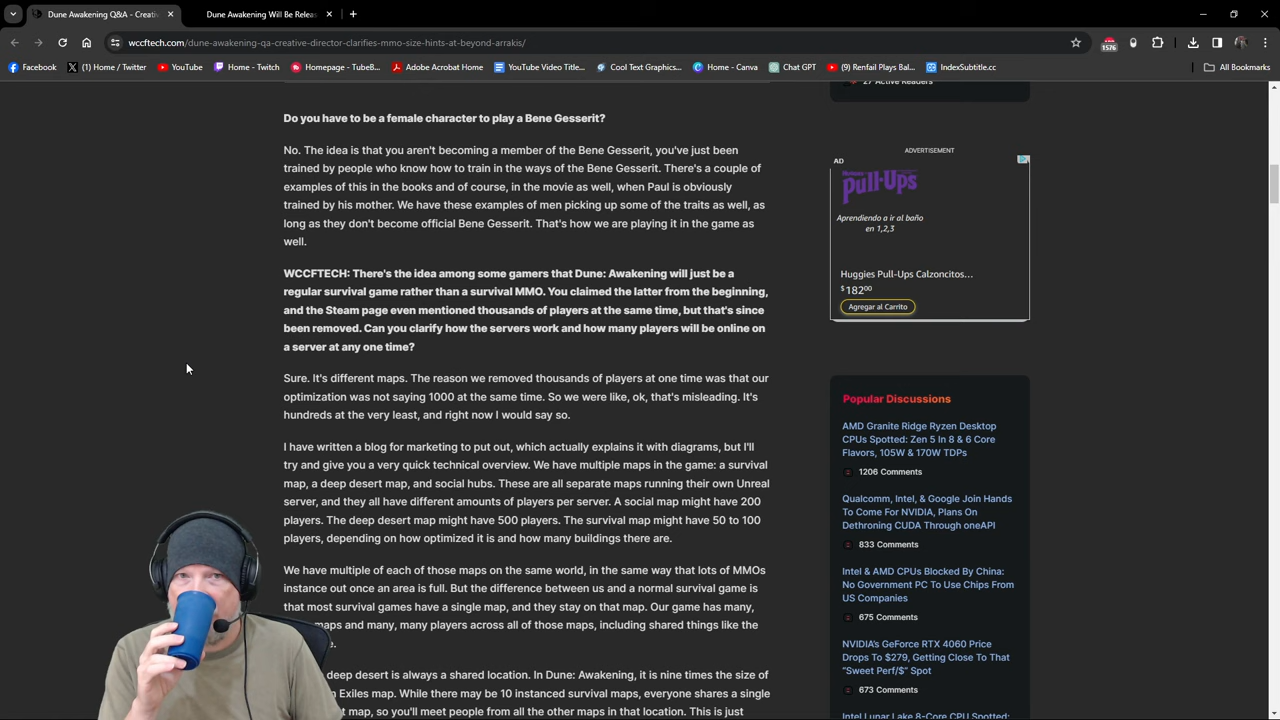 Dune Awakening Q&A - Creativ
Dune Awakening Will Be Relea
wccftech.com/dune-awakening-qa-creative-director-clarifies-mmo-size-hints-at-beyond-arrakis/
1576
Facebook
(1) Home / Twitter
YouTube
Home - Twitch
Homepage - TubeB...
Adobe Acrobat Home
YouTube Video Title...
Cool Text Graphics...
Home - Canva
Chat GPT
(9) Renfail Plays Bal...
IndexSubtitle.cc
All Bookmarks
27 Active Readers
Do you have to be a female character to play a Bene Gesserit?
No. The idea is that you aren't becoming a member of the Bene Gesserit, you've just been
trained by people who know how to train in the ways of the Bene Gesserit. There's a couple of
examples of this in the books and of course, in the movie as well, when Paul is obviously
trained by his mother. We have these examples of men picking up some of the traits as well, as
long as they don't become official Bene Gesserit. That's how we are playing it in the game as
well.
WCCFTECH: There's the idea among some gamers that Dune: Awakening will just be a
regular survival game rather than a survival MMO. You claimed the latter from the beginning,
and the Steam page even mentioned thousands of players at the same time, but that's since
been removed. Can you clarify how the servers work and how many players will be online on
a server at any one time?
Sure. It's different maps. The reason we removed thousands of players at one time was that our
optimization was not saying 1000 at the same time. So we were like, ok, that's misleading. It's
hundreds at the very least, and right now I would say so.
I have written a blog for marketing to put out, which actually explains it with diagrams, but I'll
try and give you a very quick technical overview. We have multiple maps in the game: a survival
map, a deep desert map, and social hubs. These are all separate maps running their own Unreal
server, and they all have different amounts of players per server. A social map might have 200
players. The deep desert map might have 500 players. The survival map might have 50 to 100
players, depending on how optimized it is and how many buildings there are.
We have multiple of each of those maps on the same world, in the same way that lots of MMOs
instance out once an area is full. But the difference between us and a normal survival game is
that most survival games have a single map, and they stay on that map. Our game has many,
maps and many, many players across all of those maps, including shared things like the
deep desert is always a shared location. In Dune: Awakening, it is nine times the size of
Exiles map. While there may be 10 instanced survival maps, everyone shares a single
map, so you'll meet people from all the other maps in that location. This is just
ADVERTISEMENT
AD
Pull-Ups
Aprendiendo a ir al baño
en 1,2,3
Huggies Pull-Ups Calzoncitos...
$182⁰⁰
Agregar al Carrito
Popular Discussions
AMD Granite Ridge Ryzen Desktop
CPUs Spotted: Zen 5 In 8 & 6 Core
Flavors, 105W & 170W TDPs
1206 Comments
Qualcomm, Intel, & Google Join Hands
To Come For NVIDIA, Plans On
Dethroning CUDA Through oneAPI
833 Comments
Intel & AMD CPUs Blocked By China:
No Government PC To Use Chips From
US Companies
675 Comments
NVIDIA's GeForce RTX 4060 Price
Drops To $279, Getting Close To That
"Sweet Perf/$" Spot
673 Comments
Intel Lunar Lake 8-Core CPU Spotted: